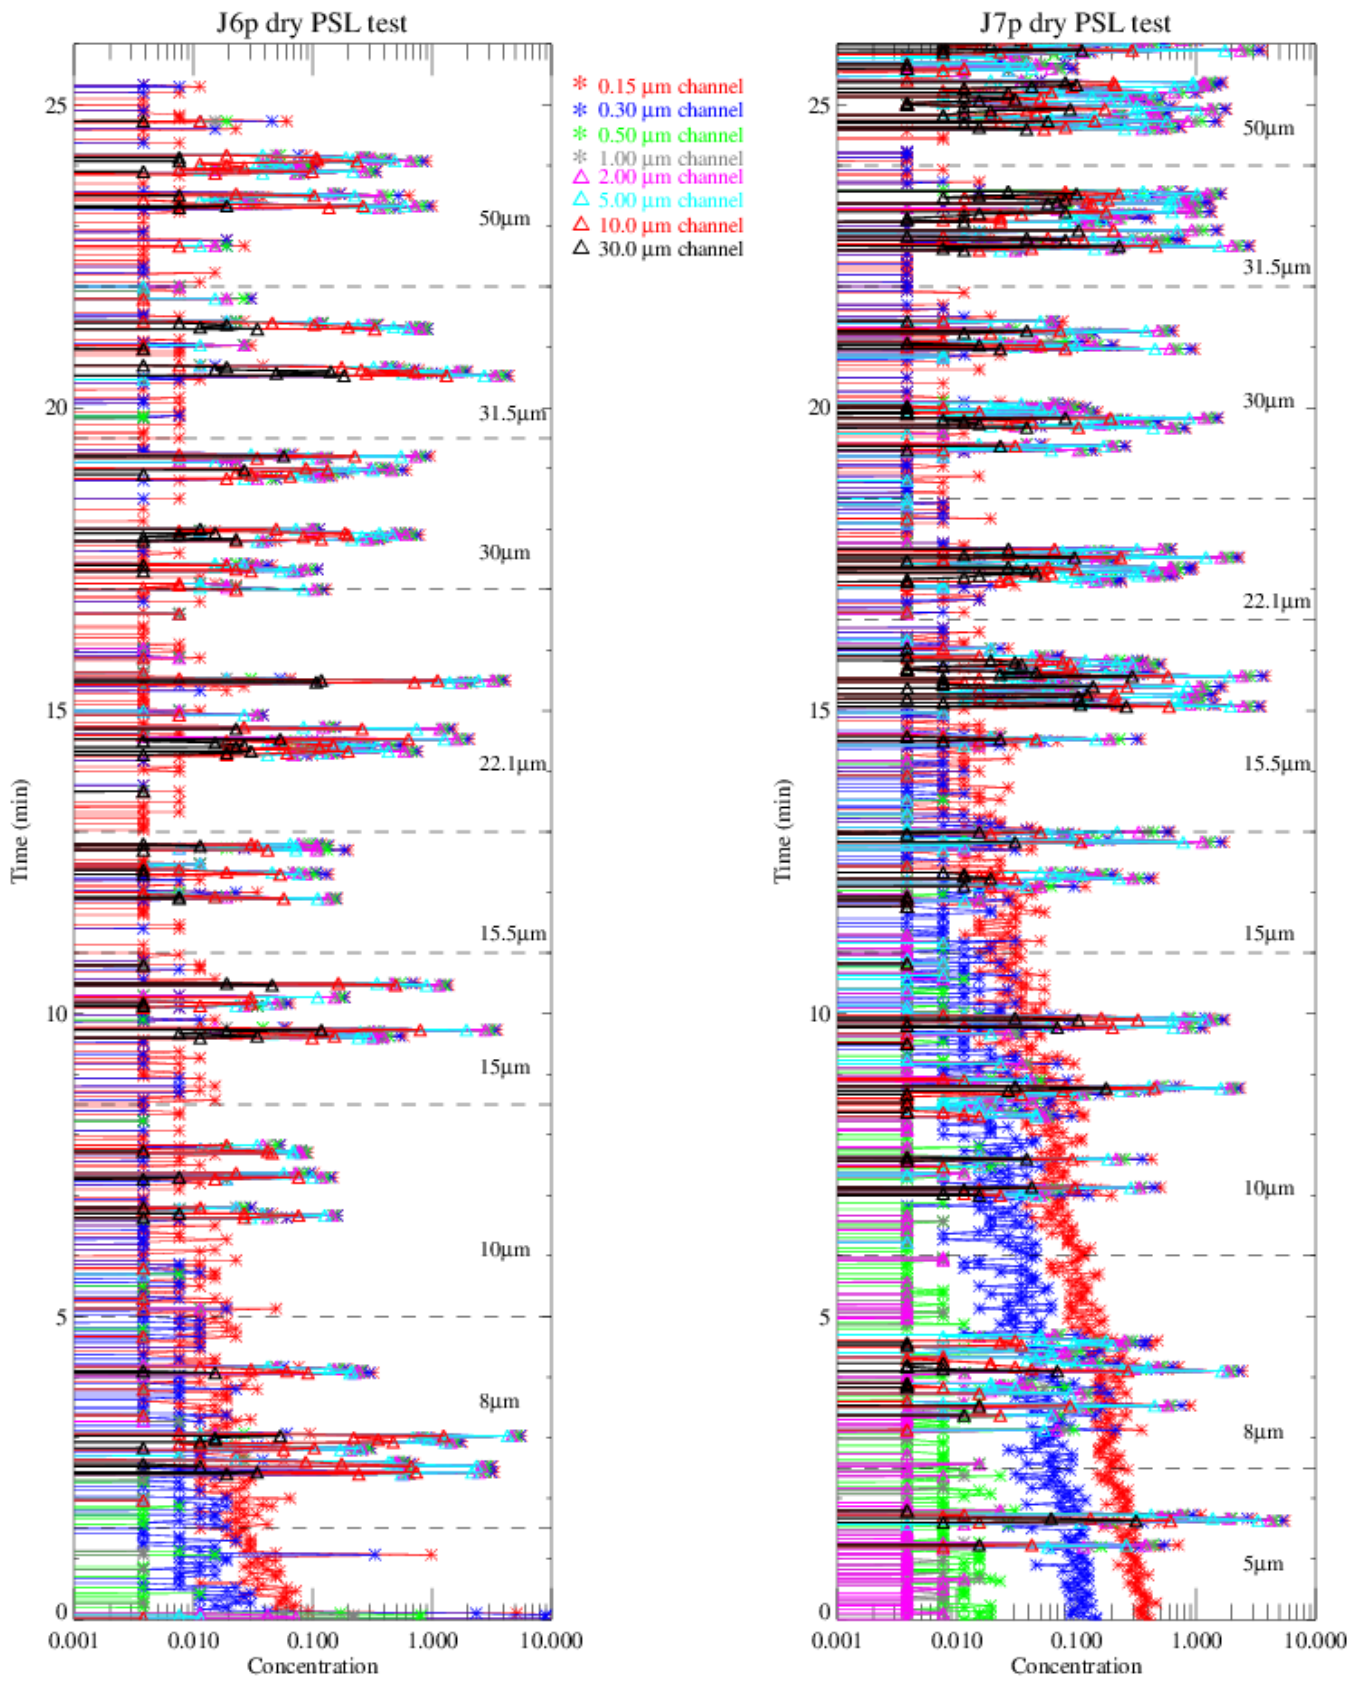 J6p dry PSL test
J7p dry PSL test
0.15 μm channel
0.30 μm channel
0.50 μm channel
1.00 μm channel
2.00 μm channel
5.00 μm channel
10.0 μm channel
30.0 μm channel
Time (min)
25
20
15
10
5
0
50μm
31.5μm
30μm
22.1μm
15.5μm
15μm
10μm
8μm
0.001
0.010
0.100
1.000
10.000
Concentration
Time (min)
25
20
15
10
5
0
50μm
31.5μm
30μm
22.1μm
15.5μm
15μm
10μm
8μm
5μm
0.001
0.010
0.100
1.000
10.000
Concentration